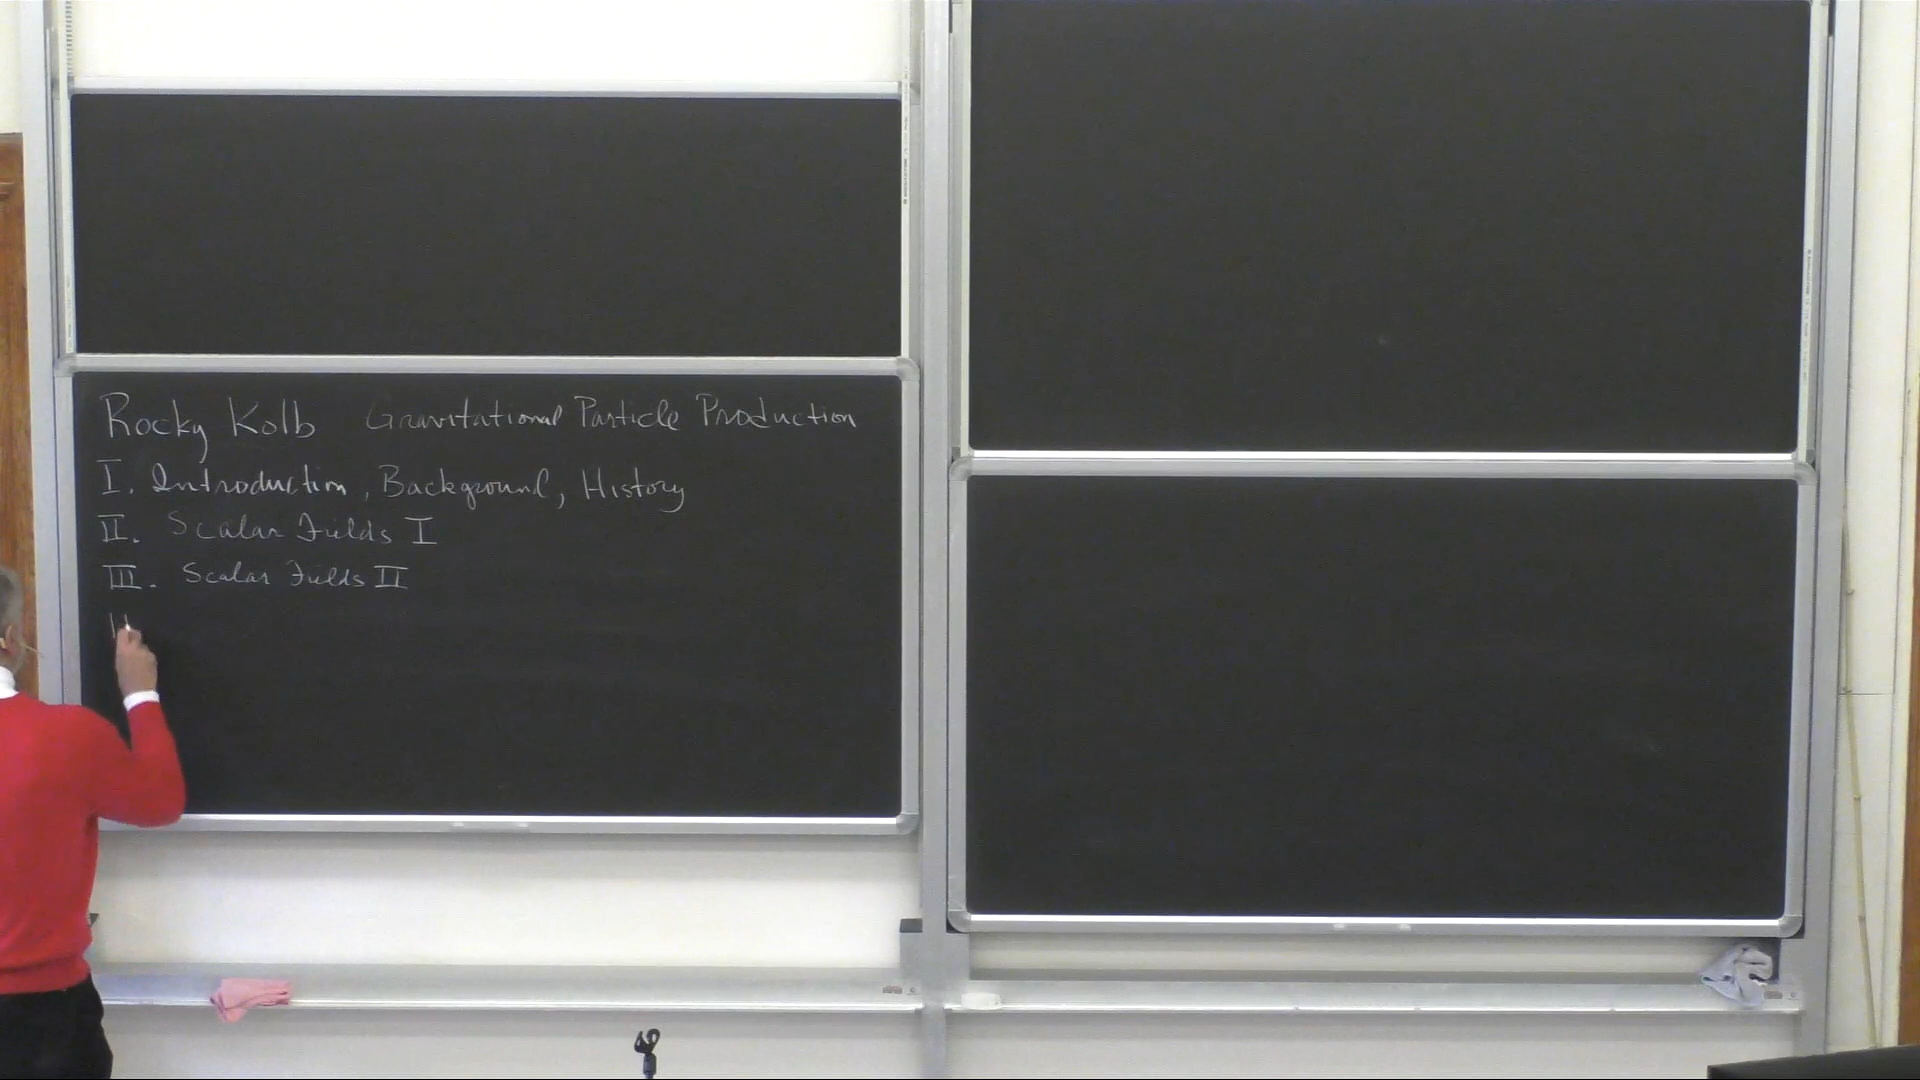 Rocky Kolb Gravitational Particle Production
I. Introduction, Background, History
II. Scalar Fields I
III. Scalar Fields II